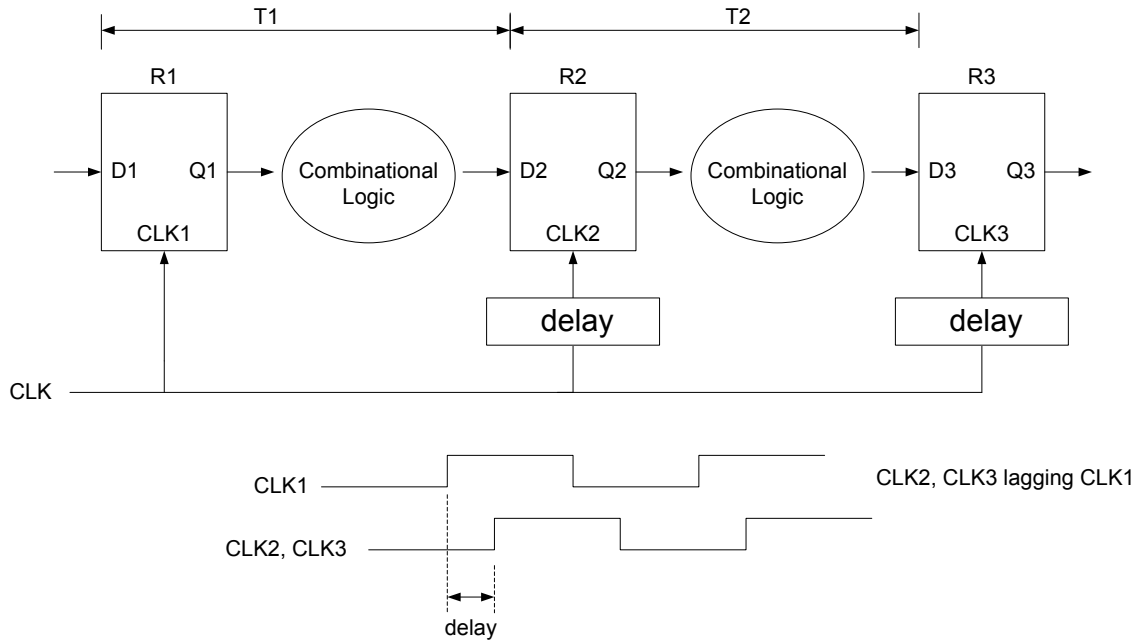 T1
T2
R1
R2
R3
D1
Q1
CLK1
Combinational
Logic
D2
Q2
CLK2
Combinational
Logic
D3
Q3
CLK3
delay
delay
CLK
CLK1
CLK2, CLK3 lagging CLK1
CLK2, CLK3
delay